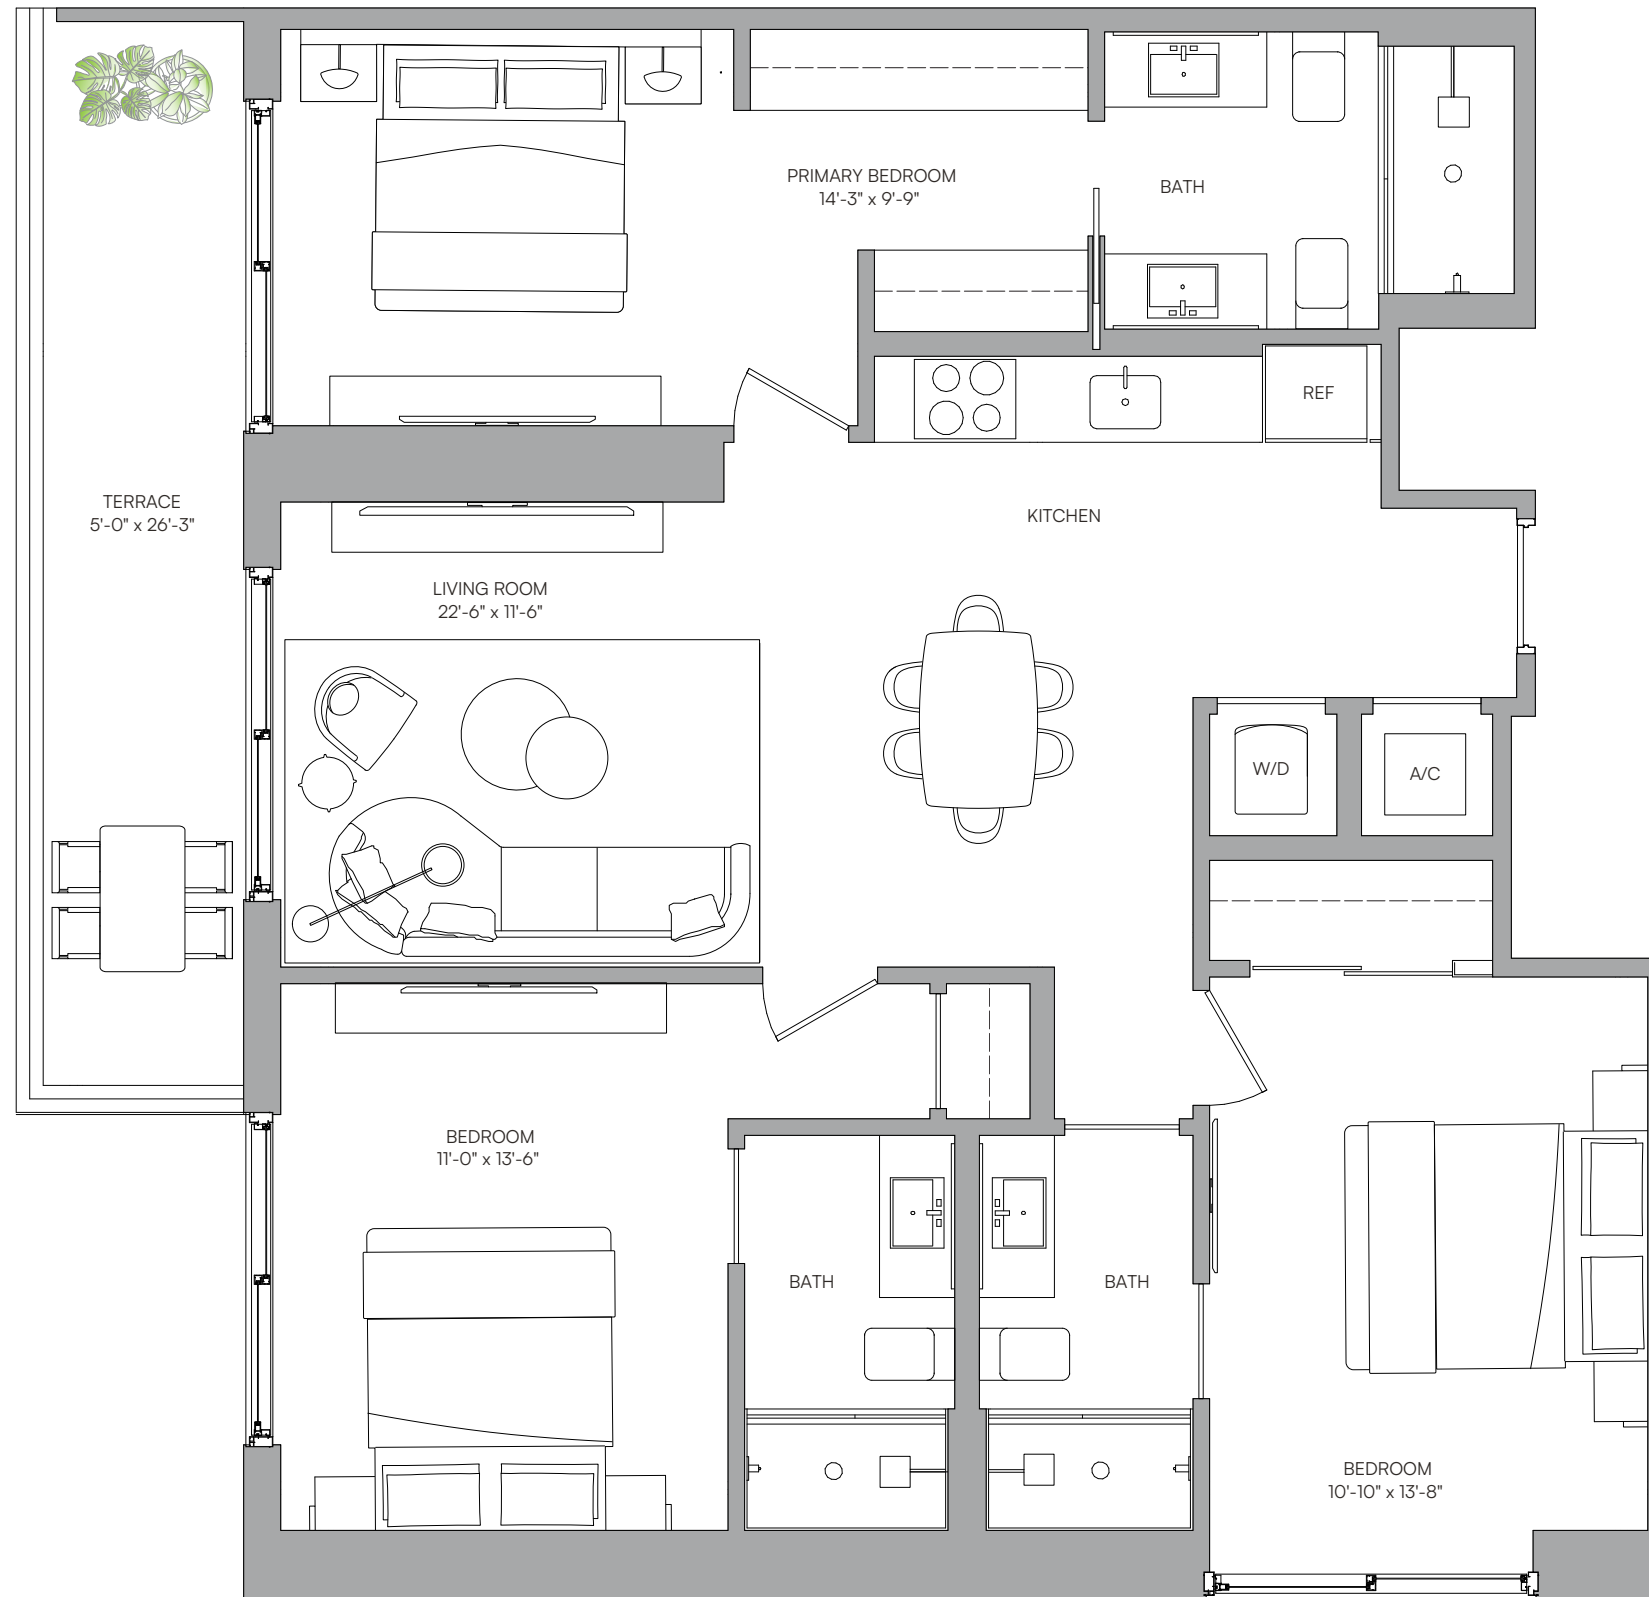 PRIMARY BEDROOM
14'-3" x 9'-9"
BATH
REF
TERRACE
5'-0" x 26'-3"
KITCHEN
LIVING ROOM
22'-6" x 11'-6"
W/D
A/C
BEDROOM
11'-0" x 13'-6"
BATH
BATH
BEDROOM
10'-10" x 13'-8"